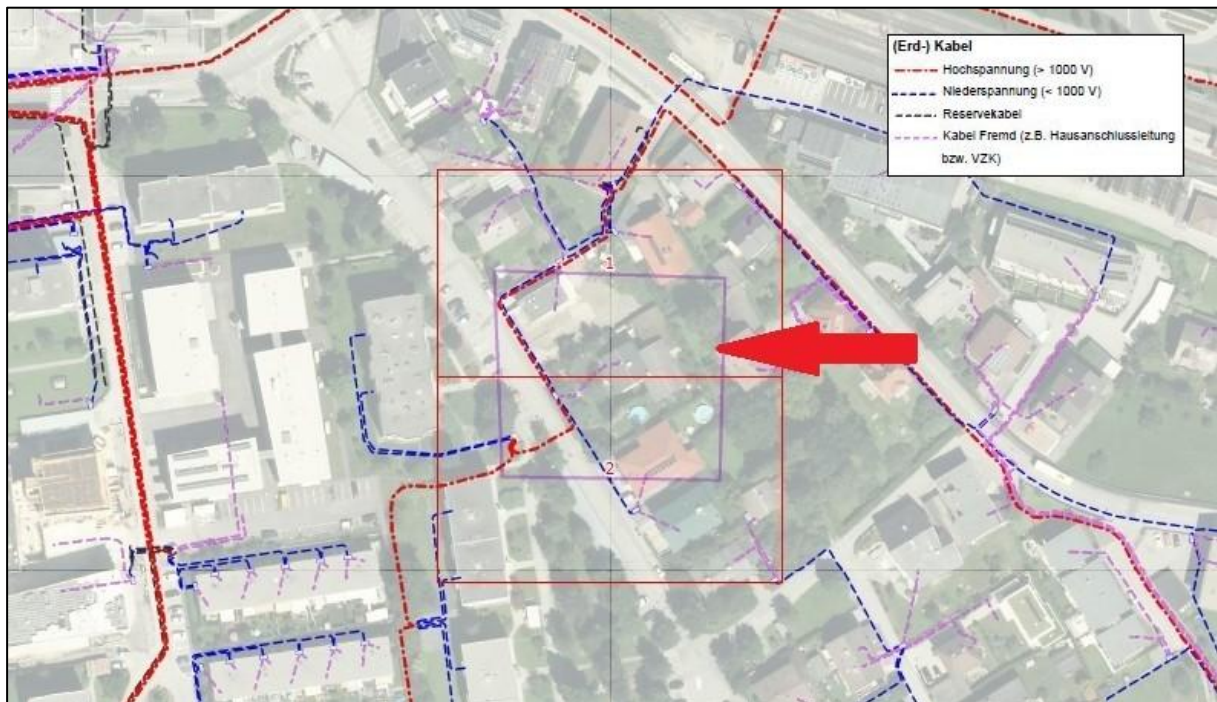 (Erd-) Kabel
Hochspannung (> 1000 V)
Niederspannung (< 1000 V)
Reservekabel
Kabel Fremd (z.B. Hausanschlussleitung
bzw. VZK)
1
2